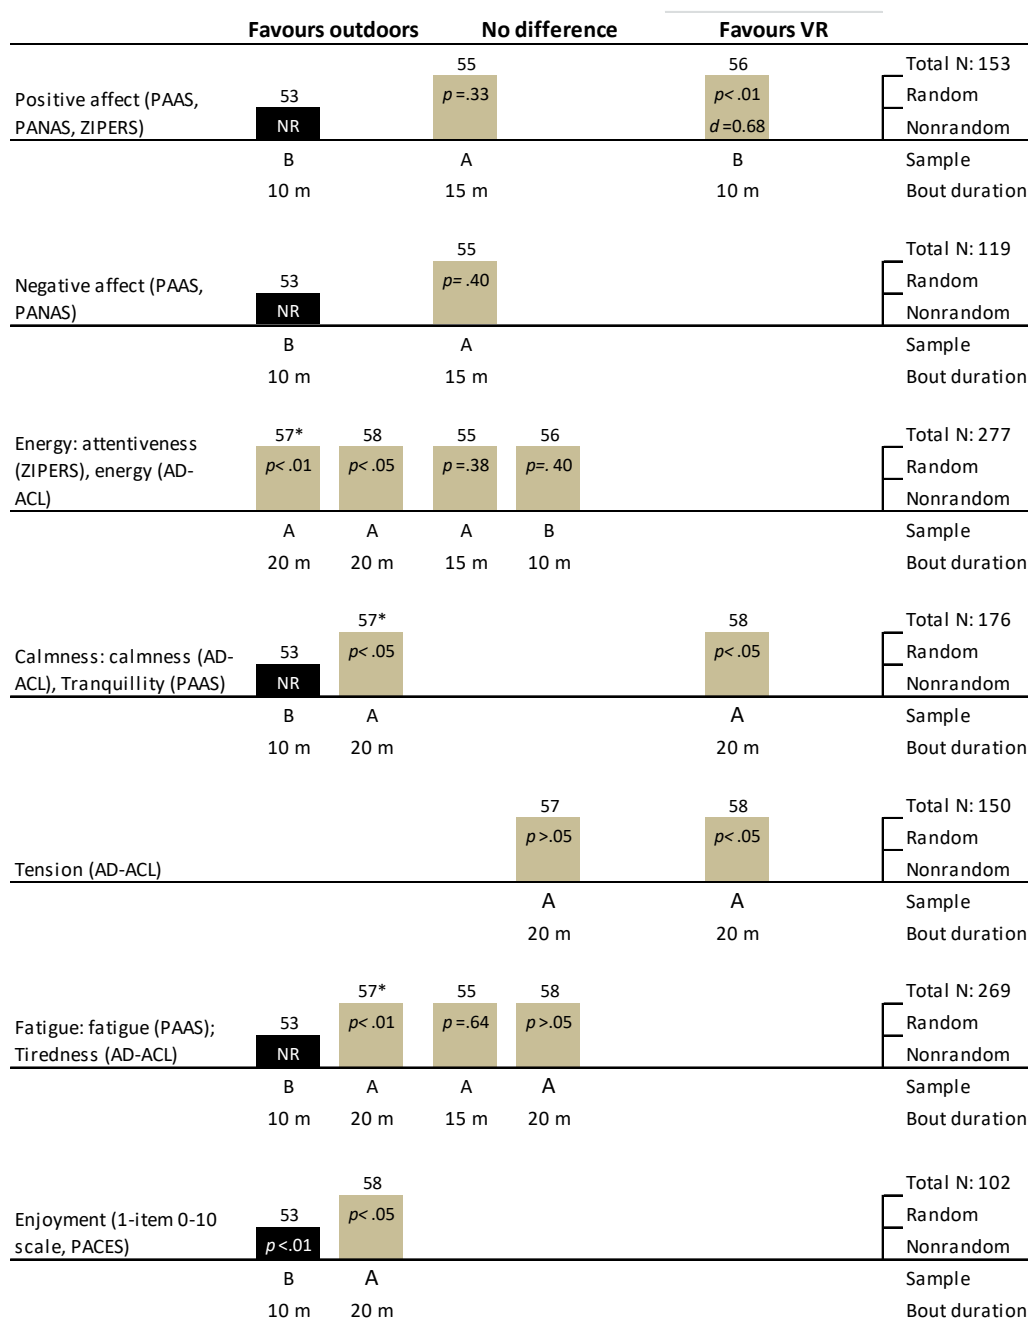 Favours outdoors No difference Favours VR
55 56 Total N: 153
Positive affect (PAAS, 53 p =.33 p< .01 Random
PANAS, ZIPERS) NR d =0.68 Nonrandom
B A B Sample
10 m 15 m 10 m Bout duration
55 Total N: 119
Negative affect (PAAS, 53 p= .40 Random
PANAS) NR Nonrandom
B A Sample
10 m 15 m Bout duration
Energy: attentiveness 57* 58 55 56 Total N: 277
(ZIPERS), energy (AD- p< .01 p< .05 p =.38 p=. 40 Random
ACL) Nonrandom
A A A B Sample
20 m 20 m 15 m 10 m Bout duration
57* 58 Total N: 176
Calmness: calmness (AD- 53 p< .05 p< .05 Random
ACL), Tranquillity (PAAS) NR Nonrandom
B A A Sample
10 m 20 m 20 m Bout duration
57 58 Total N: 150
p >.05 p< .05 Random
Tension (AD-ACL) Nonrandom
A A Sample
20 m 20 m Bout duration
57* 55 58 Total N: 269
Fatigue: fatigue (PAAS); 53 p< .01 p =.64 p >.05 Random
Tiredness (AD-ACL) NR Nonrandom
B A A A Sample
10 m 20 m 15 m 20 m Bout duration
58 Total N: 102
Enjoyment (1-item 0-10 53 p< .05 Random
scale, PACES) p <.01 Nonrandom
B A Sample
10 m 20 m Bout duration